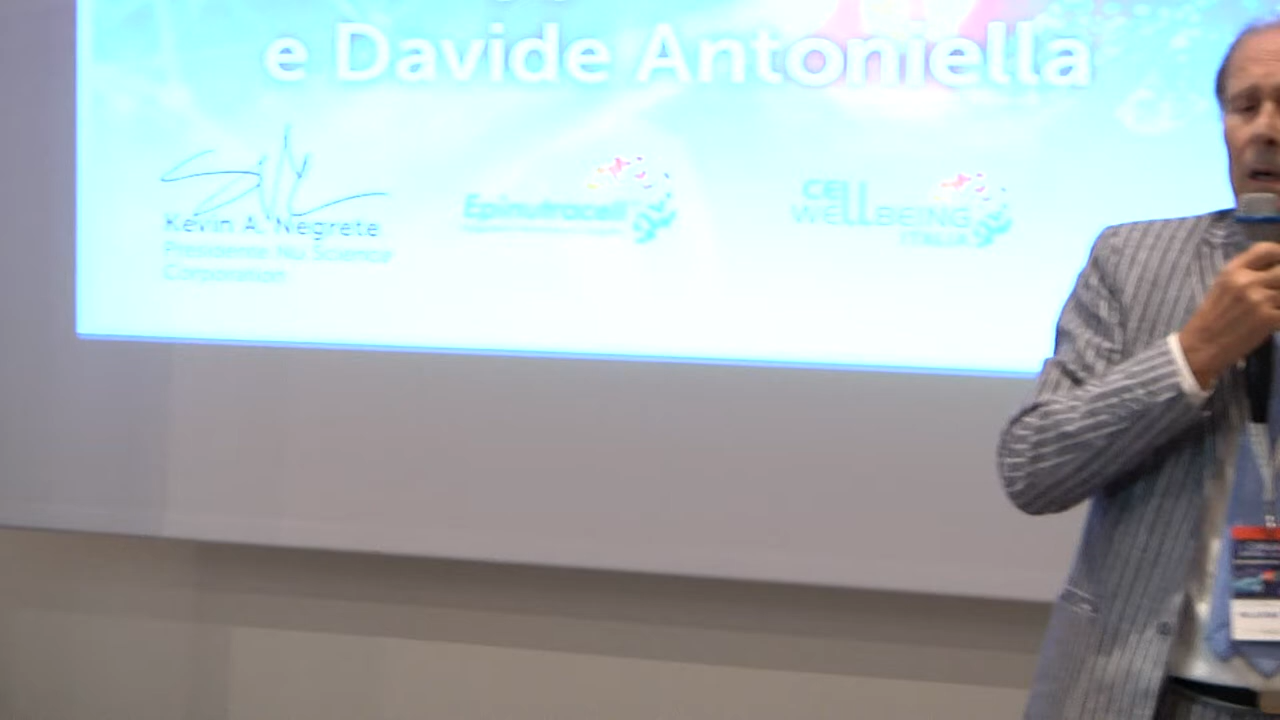 e Davide Antoniella
Kevin A. Negrete
Presidente Nu Science
Corporation
Epinutracell
CELL
WELLBEING
ITALIA